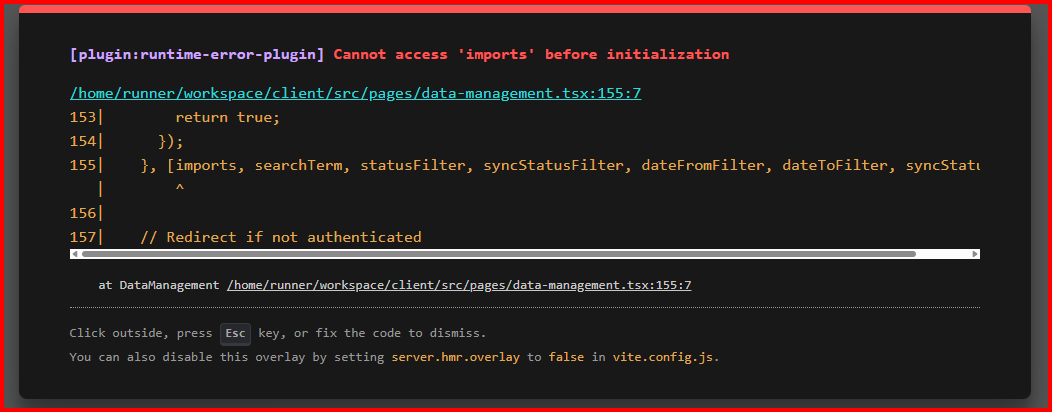 [plugin:runtime-error-plugin] Cannot access 'imports' before initialization
/home/runner/workspace/client/src/pages/data-management.tsx:155:7
153|        return true;
154|      });
155|    }, [imports, searchTerm, statusFilter, syncStatusFilter, dateFromFilter, dateToFilter, syncStatu
|        ^
156|
157|    // Redirect if not authenticated
at DataManagement /home/runner/workspace/client/src/pages/data-management.tsx:155:7
Click outside, press Esc key, or fix the code to dismiss.
You can also disable this overlay by setting server.hmr.overlay to false in vite.config.js.